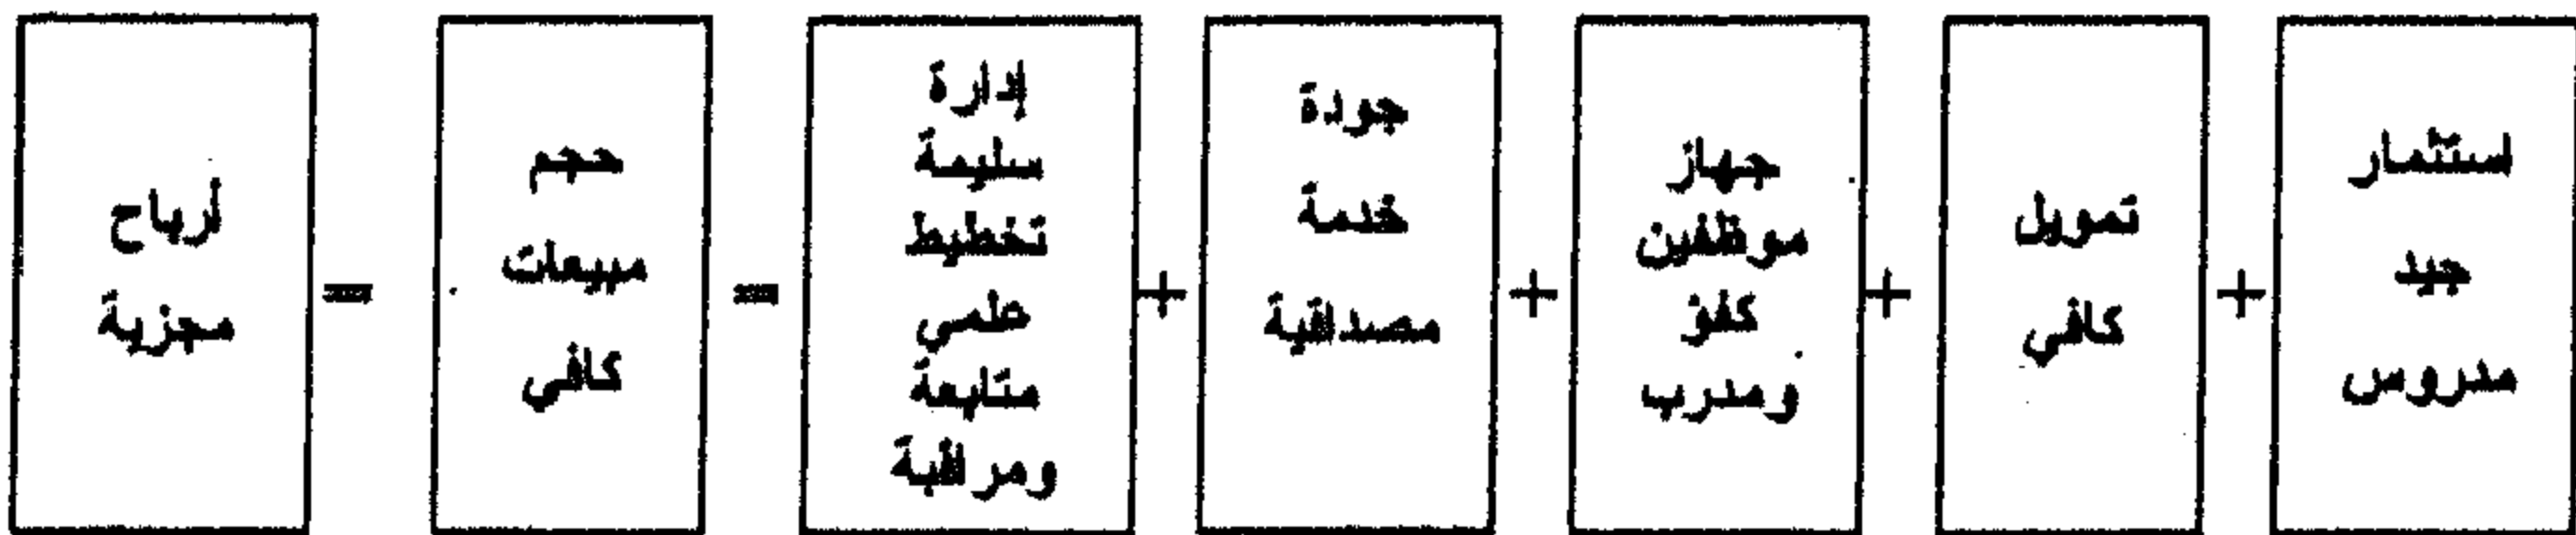 استثمار
جيد
مدروس
+
تمويل
كافي
+
جهاز
موظفين
كفؤ
ومدرب
+
جودة
خدمة
مصداقية
+
إدارة
سليمة
تخطيط
علمي
متابعة
ومراقبة
=
حجم
مبيعات
كافي
=
أرباح
مجزية